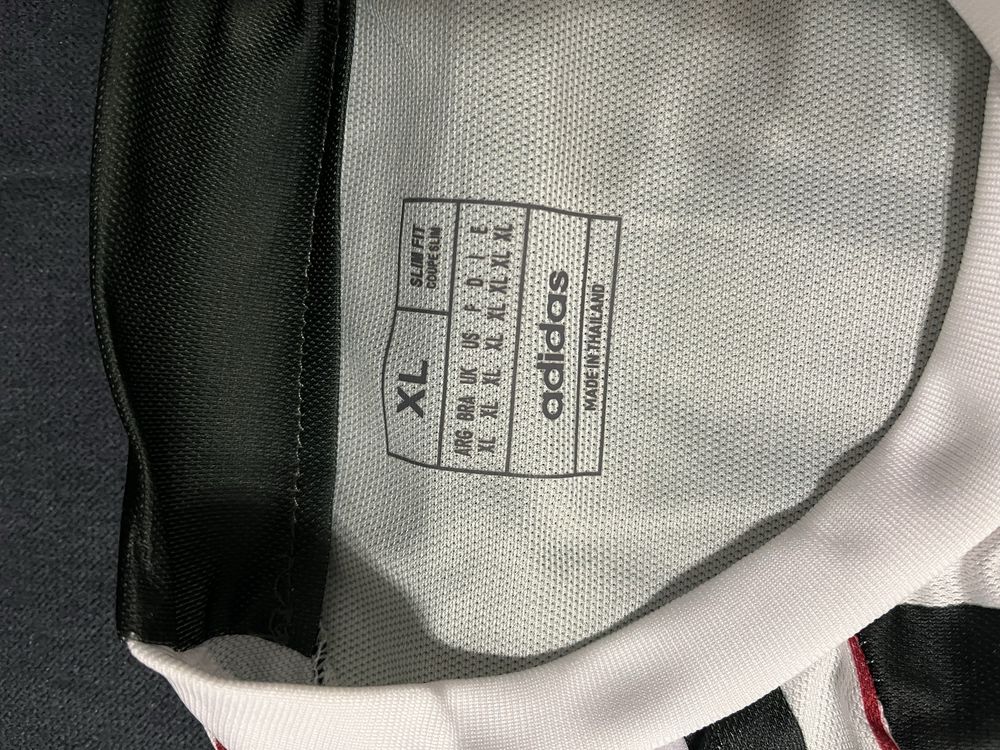 XL
SLIM FIT
COUPE SLIM
ARG BRA UK US P D I E
XL XL XL XL XL XL XL XL
adidas
MADE IN THAILAND